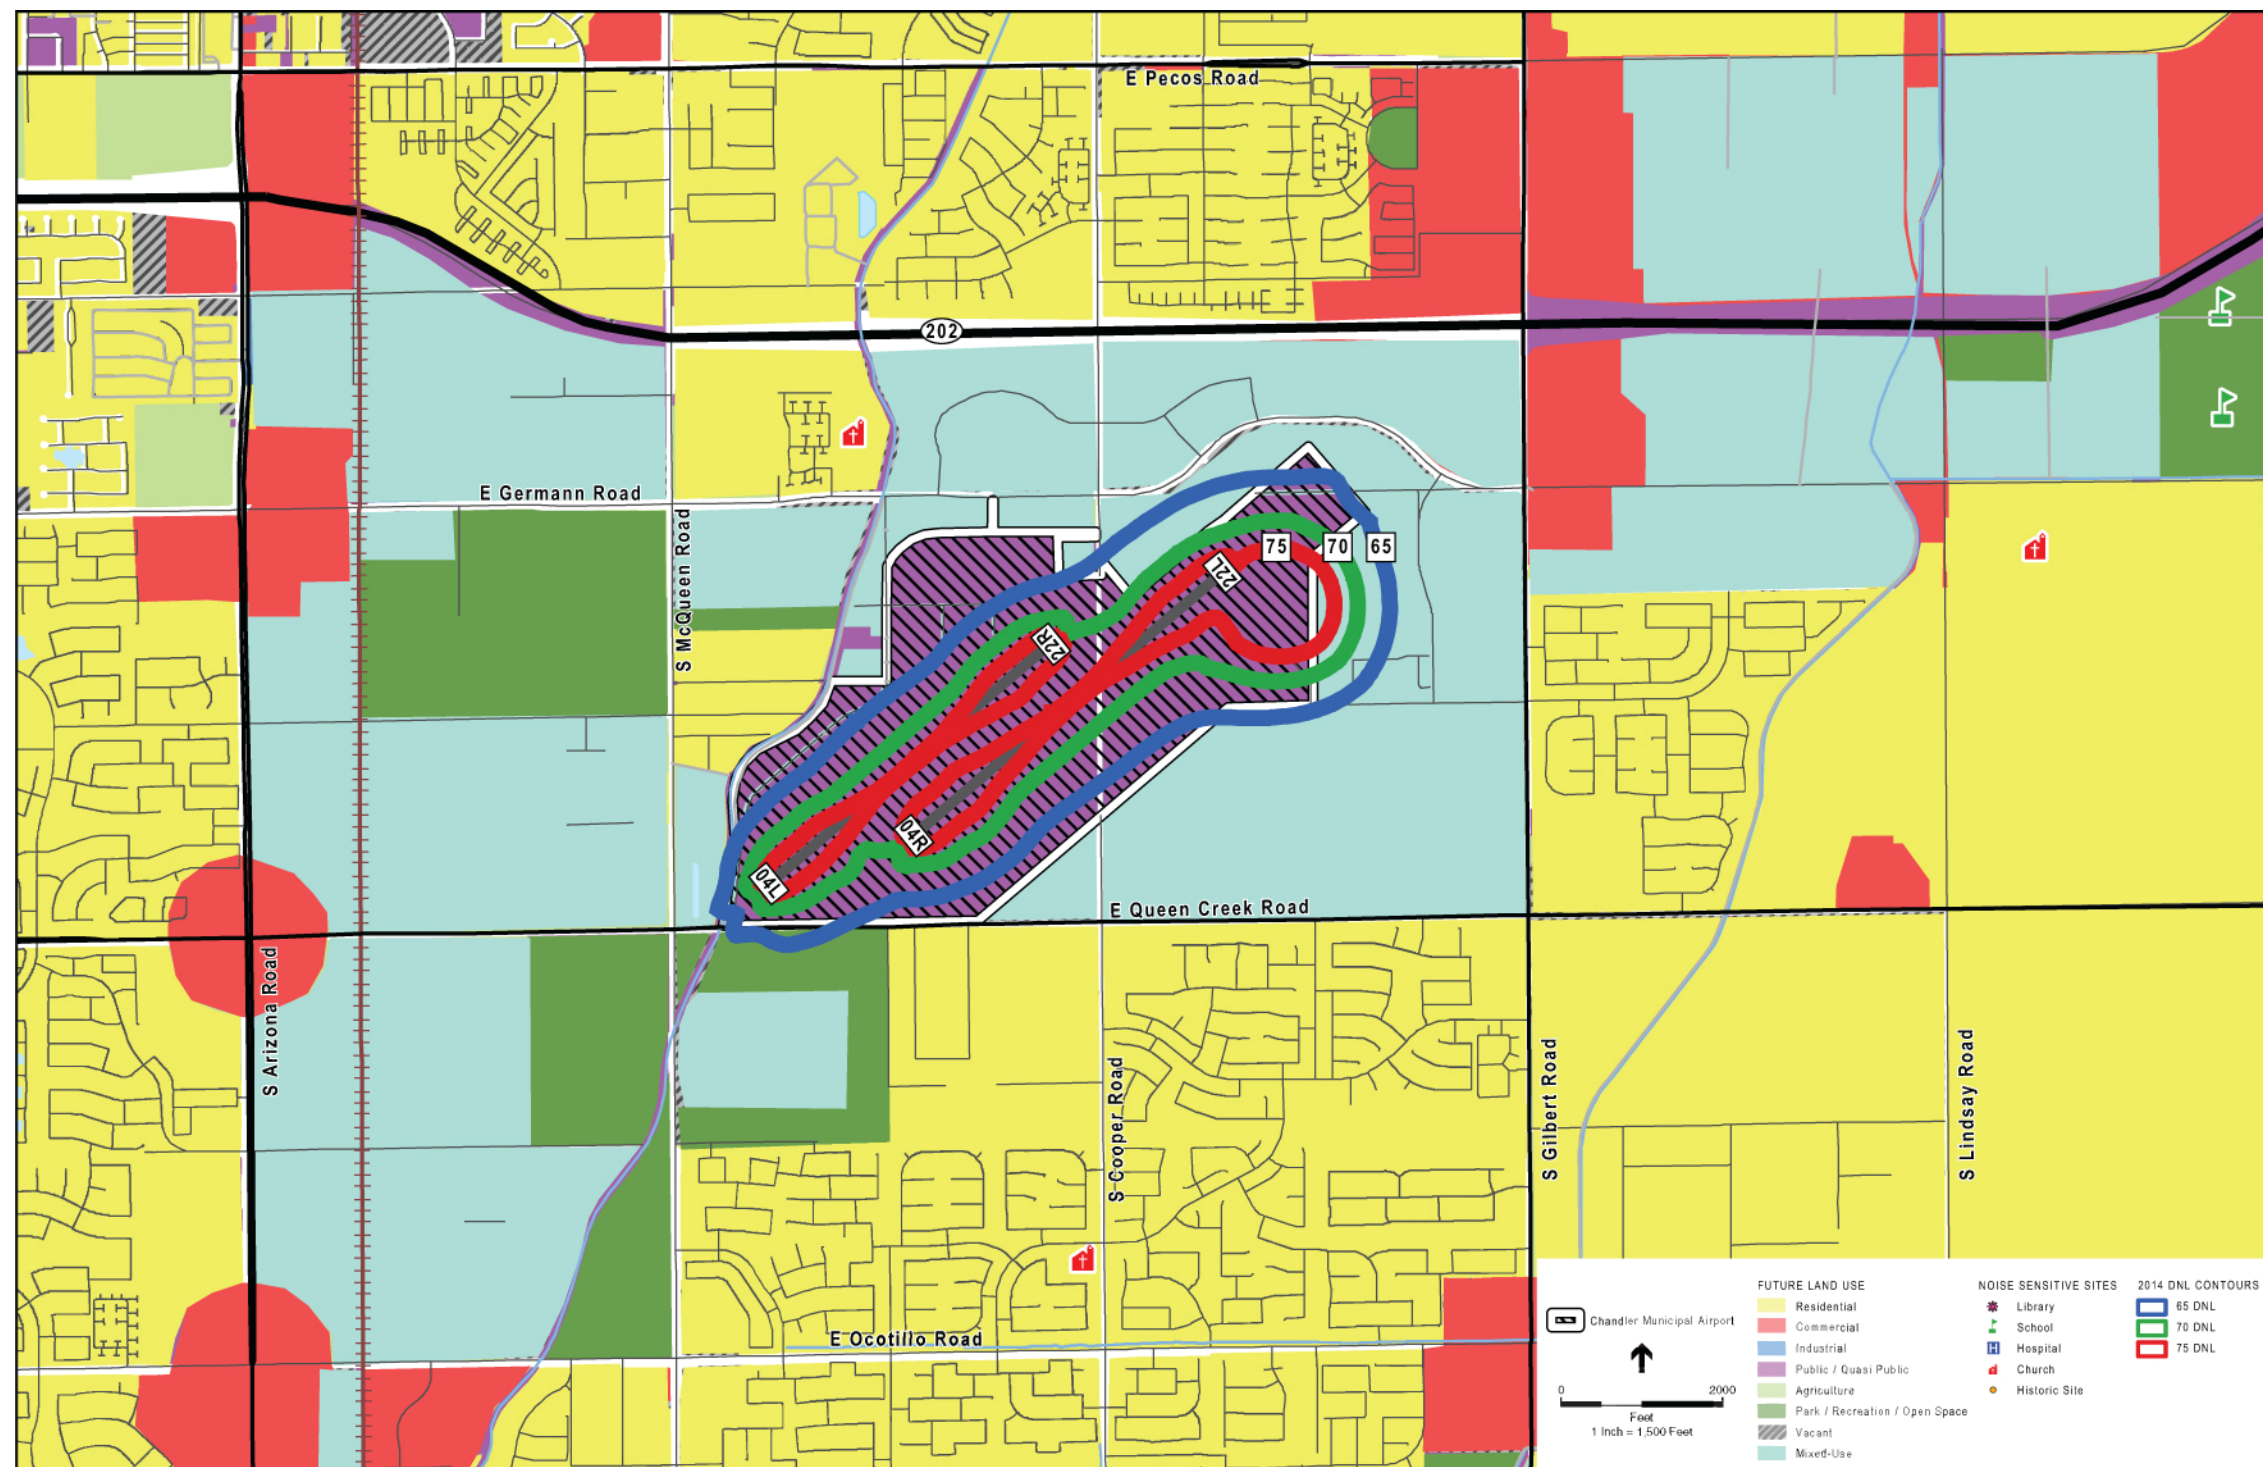 E Pecos Road
202
E Germann Road
S McQueen Road
75
70
65
22L
22R
04R
04L
E Queen Creek Road
S Arizona Road
S Cooper Road
S Gilbert Road
S Lindsay Road
E Ocotillo Road
Chandler Municipal Airport
0 2000
Feet
1 Inch = 1,500 Feet
FUTURE LAND USE
Residential
Commercial
Industrial
Public / Quasi Public
Agriculture
Park / Recreation / Open Space
Vacant
Mixed-Use
NOISE SENSITIVE SITES
Library
School
H Hospital
Church
Historic Site
2014 DNL CONTOURS
65 DNL
70 DNL
75 DNL